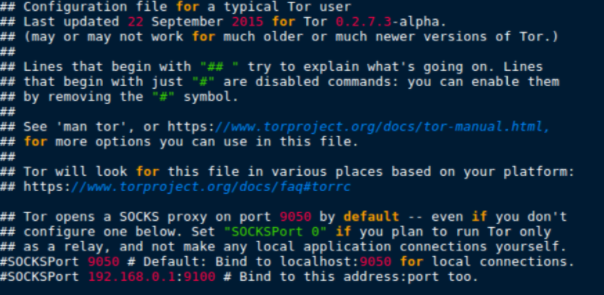 ## Configuration file for a typical Tor user
## Last updated 22 September 2015 for Tor 0.2.7.3-alpha.
## (may or may not work for much older or much newer versions of Tor.)
##
## Lines that begin with "## " try to explain what's going on. Lines
## that begin with just "#" are disabled commands: you can enable them
## by removing the "#" symbol.
##
## See 'man tor', or https://www.torproject.org/docs/tor-manual.html,
## for more options you can use in this file.
##
## Tor will look for this file in various places based on your platform:
## https://www.torproject.org/docs/faq#torrc
## Tor opens a SOCKS proxy on port 9050 by default -- even if you don't
## configure one below. Set "SOCKSPort 0" if you plan to run Tor only
## as a relay, and not make any local application connections yourself.
#SOCKSPort 9050 # Default: Bind to localhost:9050 for local connections.
#SOCKSPort 192.168.0.1:9100 # Bind to this address:port too.